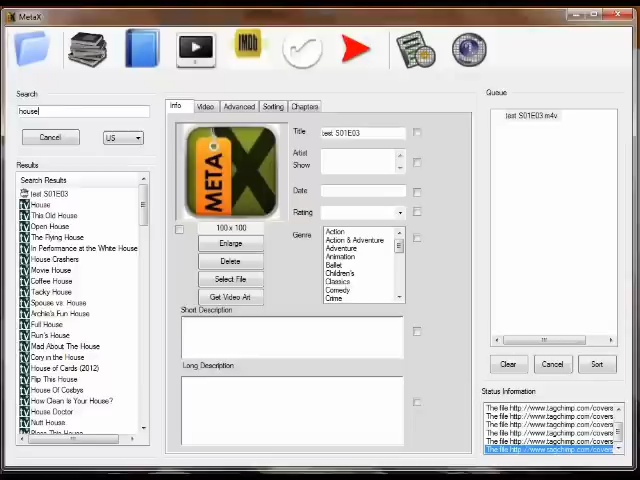 MetaX
IMDb
Search
house
Cancel
US
Results
Search Results
test S01E03
House
This Old House
Open House
The Flying House
In Performance at the White House
House Crashers
Movie House
Coffee House
Tacky House
Spouse vs. House
Archie's Fun House
Full House
Run's House
Mad About The House
Cory in the House
House of Cards (2012)
Flip This House
House Of Cosbys
How Clean Is Your House?
House Doctor
Nutt House
Info
Video
Advanced
Sorting
Chapters
META
X
100 x 100
Enlarge
Delete
Select File
Get Video Art
Title
test S01E03
Artist
Show
Date
Rating
Genre
Action
Action & Adventure
Adventure
Animation
Ballet
Children's
Classics
Comedy
Crime
Short Description
Long Description
Queue
test S01E03.m4v
Clear
Cancel
Sort
Status Information
The file http://www.tagchimp.com/covers
The file http://www.tagchimp.com/covers
The file http://www.tagchimp.com/covers
The file http://www.tagchimp.com/covers
The file http://www.tagchimp.com/covers
The file http://www.tagchimp.com/covers